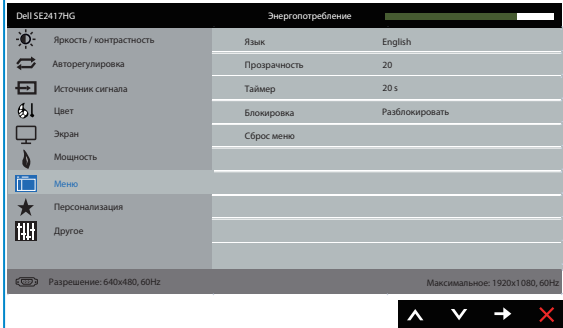 Dell SE2417HG Энергопотребление
Яркость / контрастность Язык English
Авторегулировка Прозрачность 20
Источник сигнала Таймер 20 s
Цвет Блокировка Разблокировать
Экран Сброс меню
Мощность
Меню
Персонализация
Другое
Разрешение: 640x480, 60Hz Максимальное: 1920x1080, 60Hz